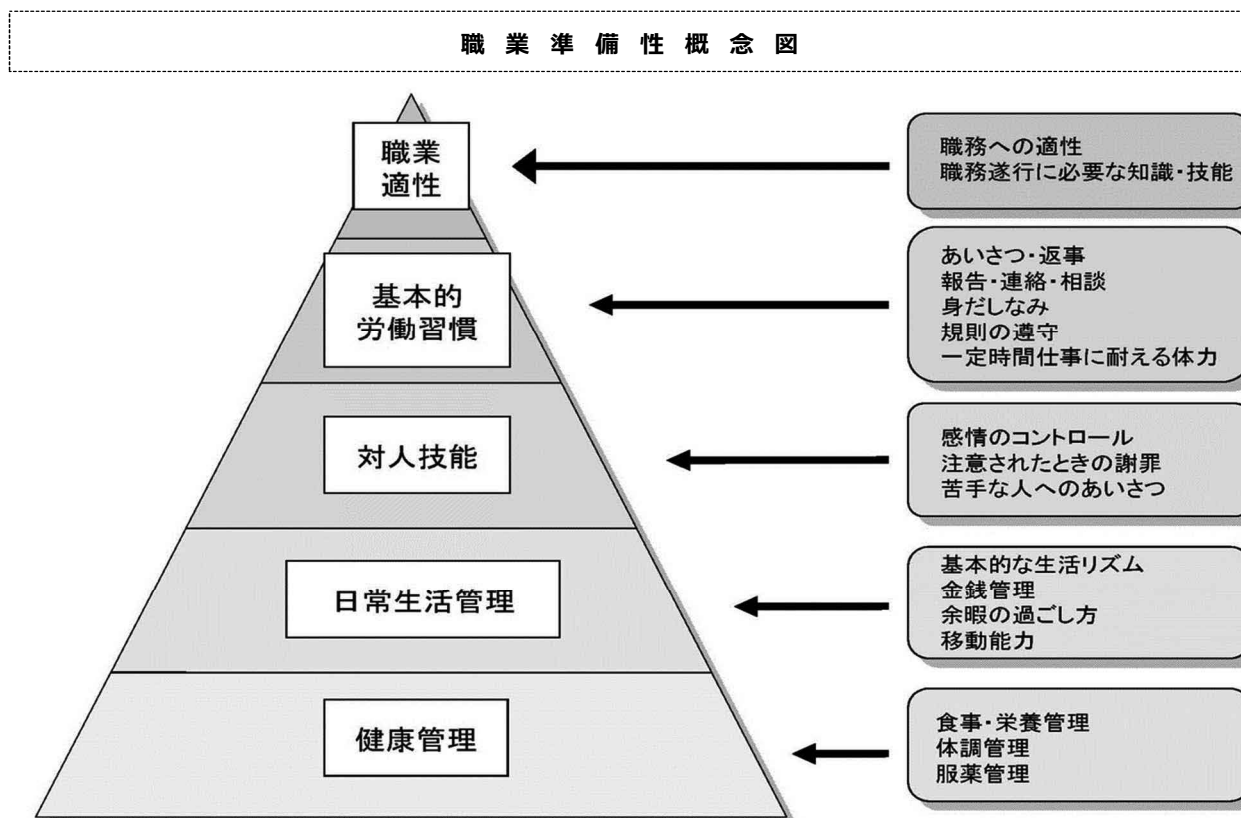 職業準備性概念図
職業
適性
職務への適性
職務遂行に必要な知識・技能
基本的
労働習慣
あいさつ・返事
報告・連絡・相談
身だしなみ
規則の遵守
一定時間仕事に耐える体力
対人技能
感情のコントロール
注意されたときの謝罪
苦手な人へのあいさつ
日常生活管理
基本的な生活リズム
金銭管理
余暇の過ごし方
移動能力
健康管理
食事・栄養管理
体調管理
服薬管理